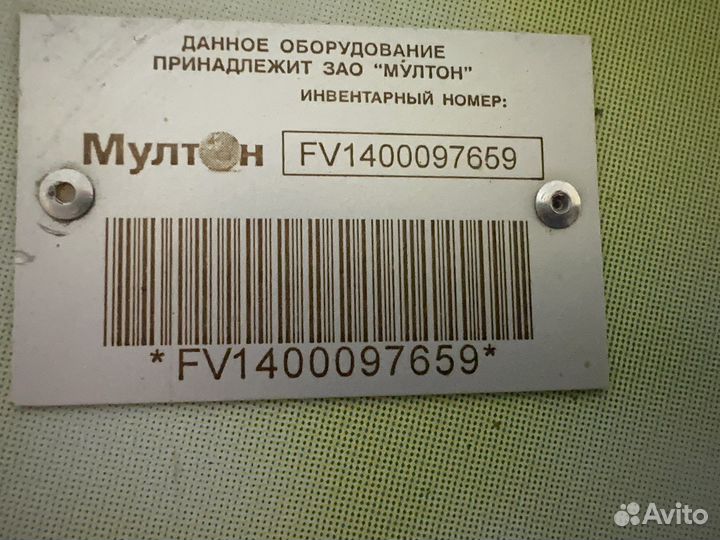 ДАННОЕ ОБОРУДОВАНИЕ
ПРИНАДЛЕЖИТ ЗАО "МУЛТОН"
ИНВЕНТАРНЫЙ НОМЕР:
Мултон FV1400097659
*FV1400097659*
Avito